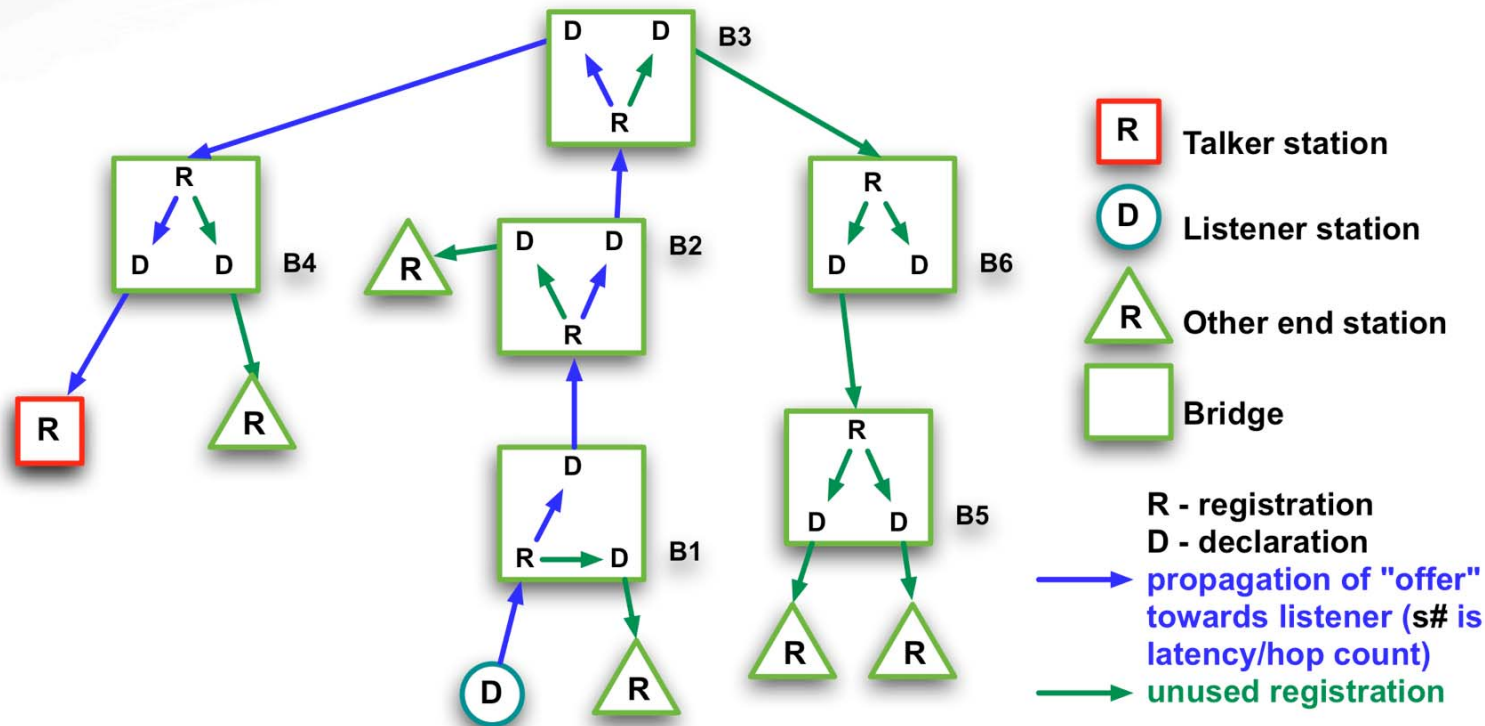 D D B3
R
R
D D B4
R
D D B2
R
R
D D B6
R
R
D
R D B1
R
D D B5
D
R
R
R
R Talker station
D Listener station
R Other end station
Bridge
R - registration
D - declaration
propagation of "offer"
towards listener (s# is
latency/hop count)
unused registration